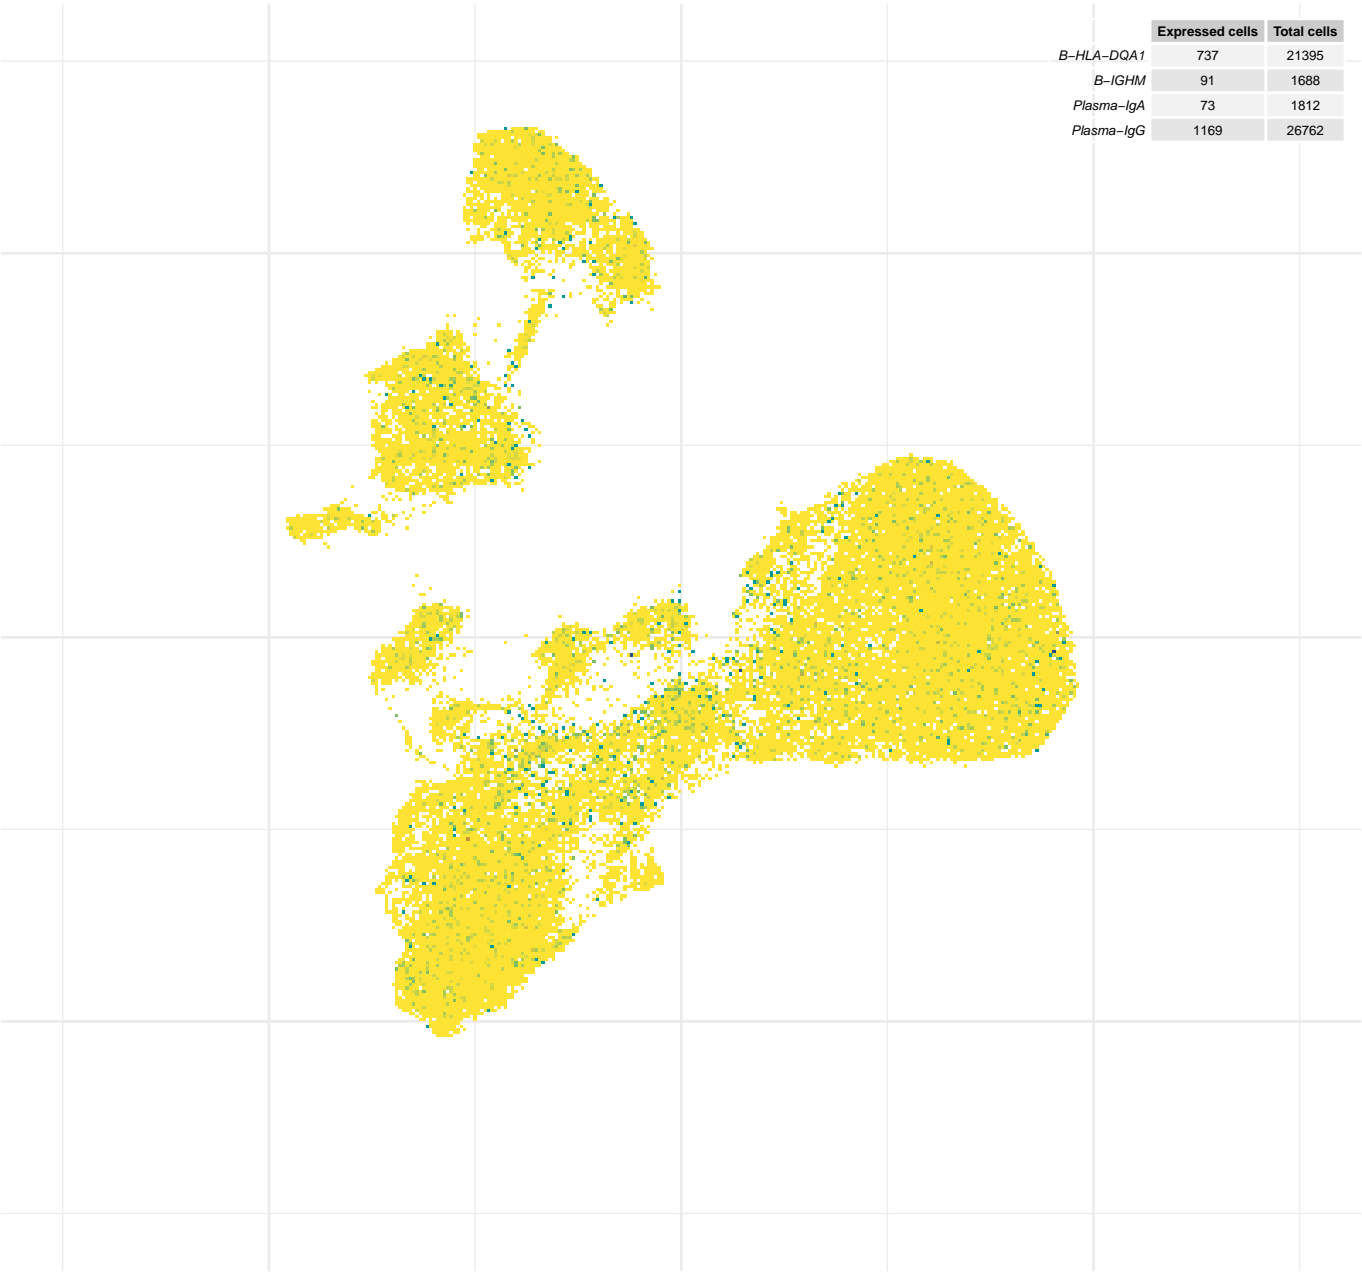 Expressed cells Total cells
B−HLA−DQA1 737 21395
B−IGHM 91 1688
Plasma−IgA 73 1812
Plasma−IgG 1169 26762